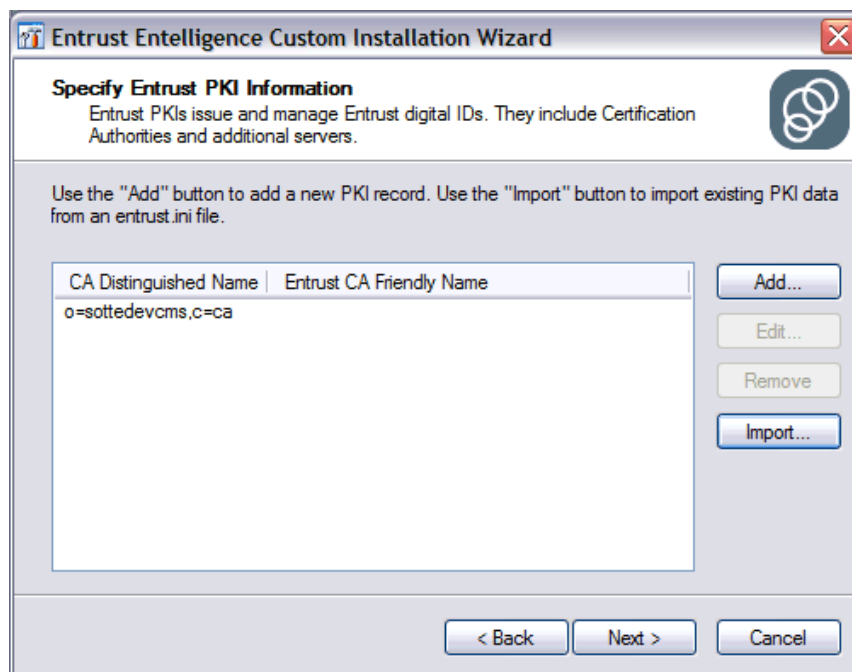 Entrust Entelligence Custom Installation Wizard
Specify Entrust PKI Information
Entrust PKIs issue and manage Entrust digital IDs. They include Certification
Authorities and additional servers.
Use the "Add" button to add a new PKI record. Use the "Import" button to import existing PKI data
from an entrust.ini file.
CA Distinguished Name Entrust CA Friendly Name
o=sottedevcms,c=ca
Add...
Edit...
Remove
Import...
< Back Next > Cancel